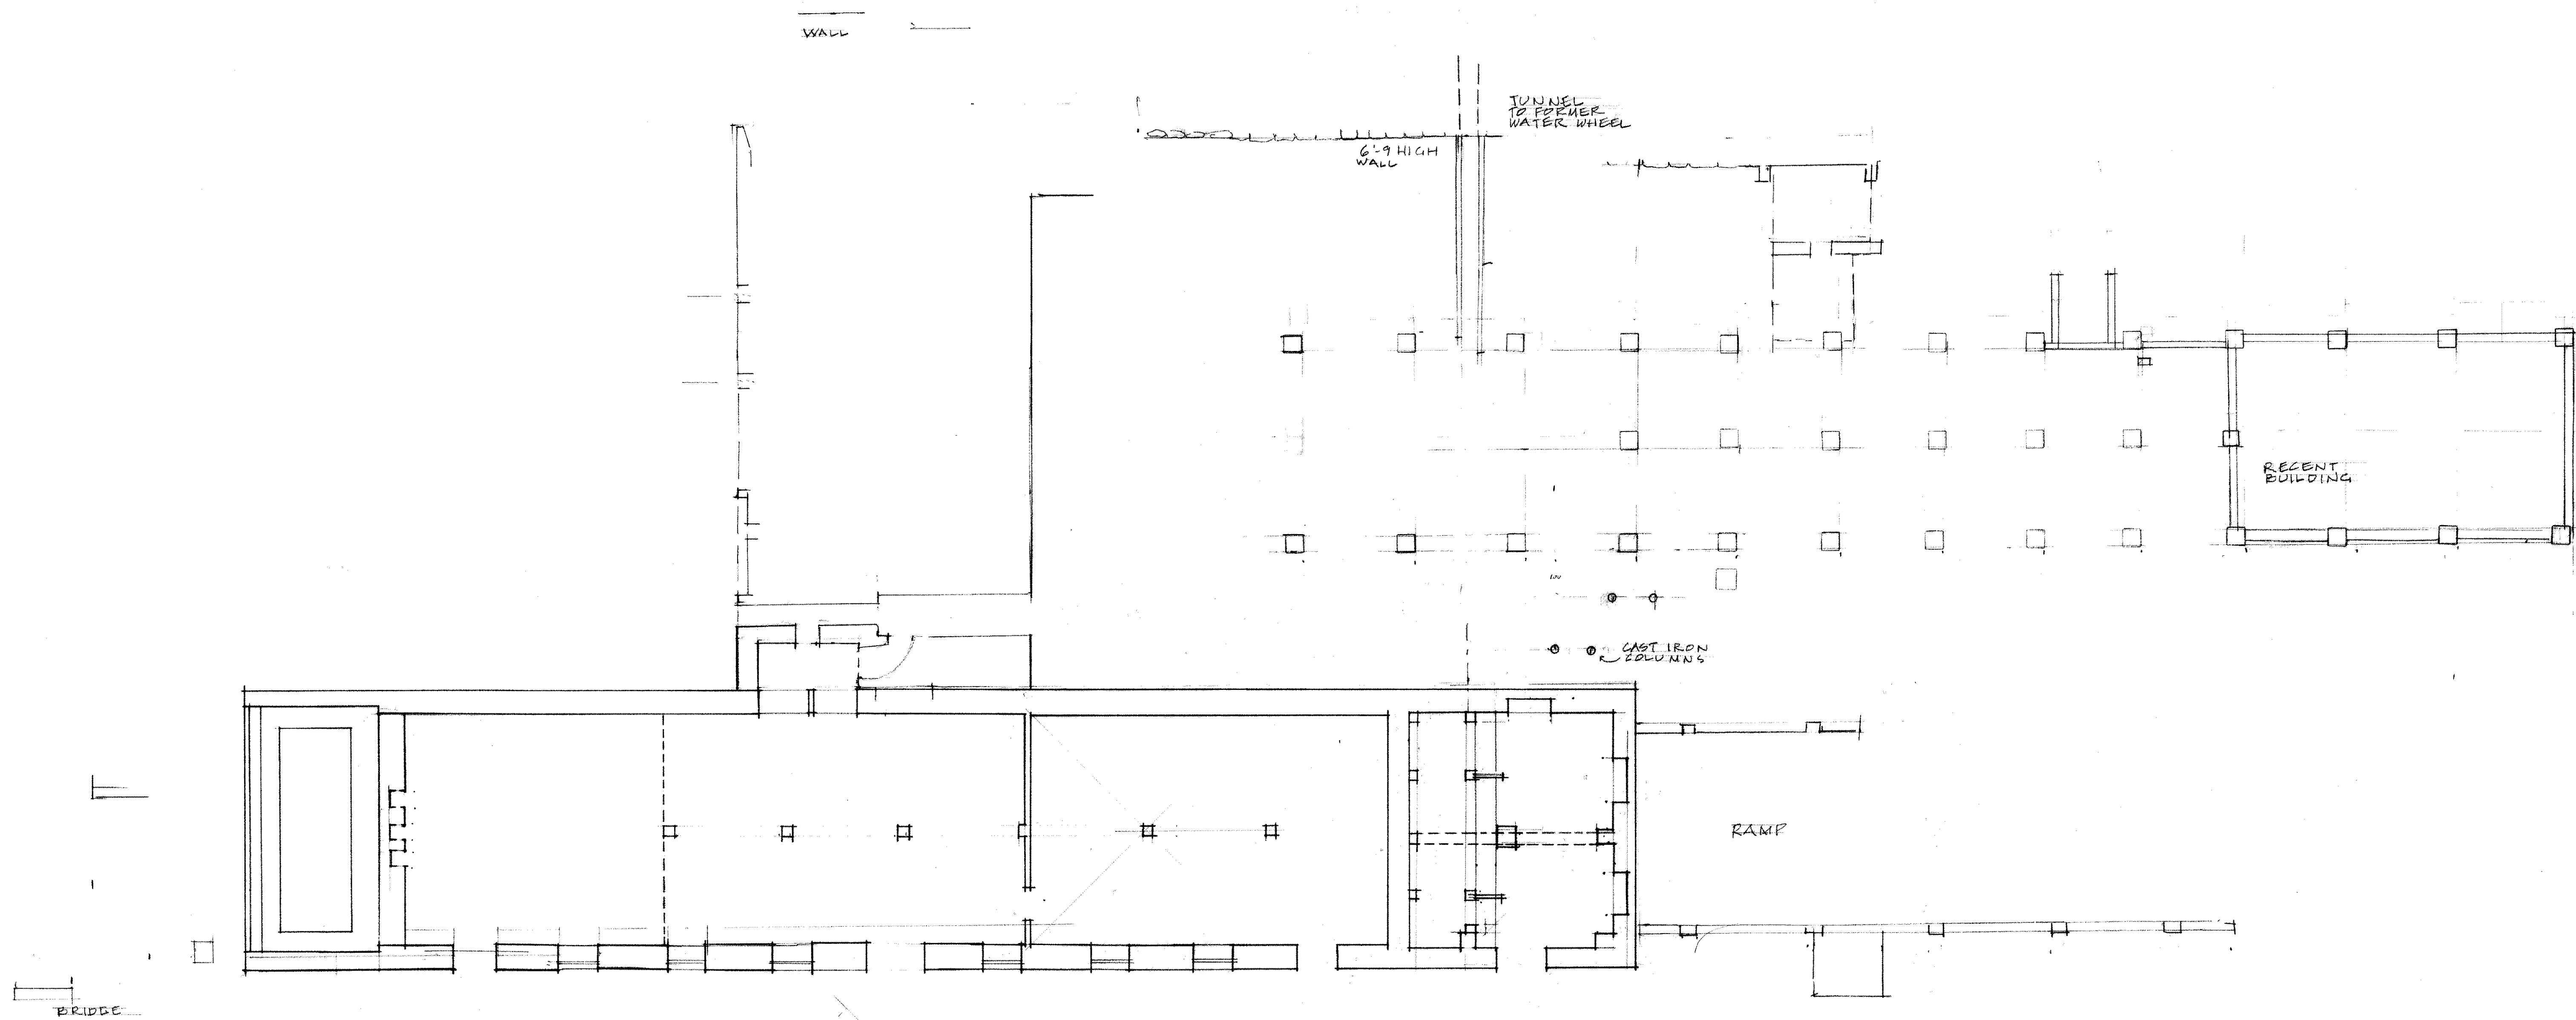 WALL
TUNNEL
TO FORMER
WATER WHEEL
6'-9 HIGH
WALL
RECENT
BUILDING
CAST IRON
COLUMNS
RAMP
BRIDGE